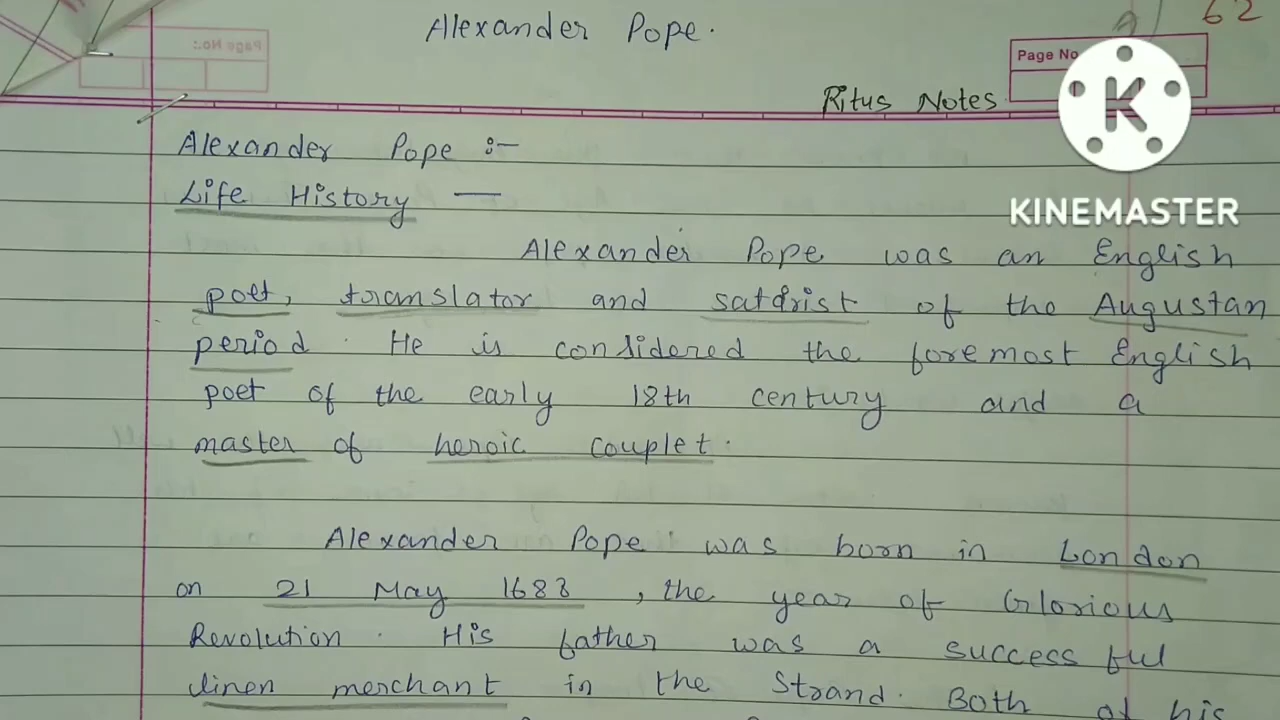 Alexander Pope.
62
Page No.:
Page No
Ritus Notes
KINEMASTER
Alexander Pope :-
Life History —
Alexander Pope was an English
poet, translator and satirist of the Augustan
period. He is considered the foremost English
poet of the early 18th century and a
master of heroic couplet.
Alexander Pope was born in London
on 21 May 1688, the year of Glorious
Revolution. His father was a successful
linen merchant in the Strand. Both of his